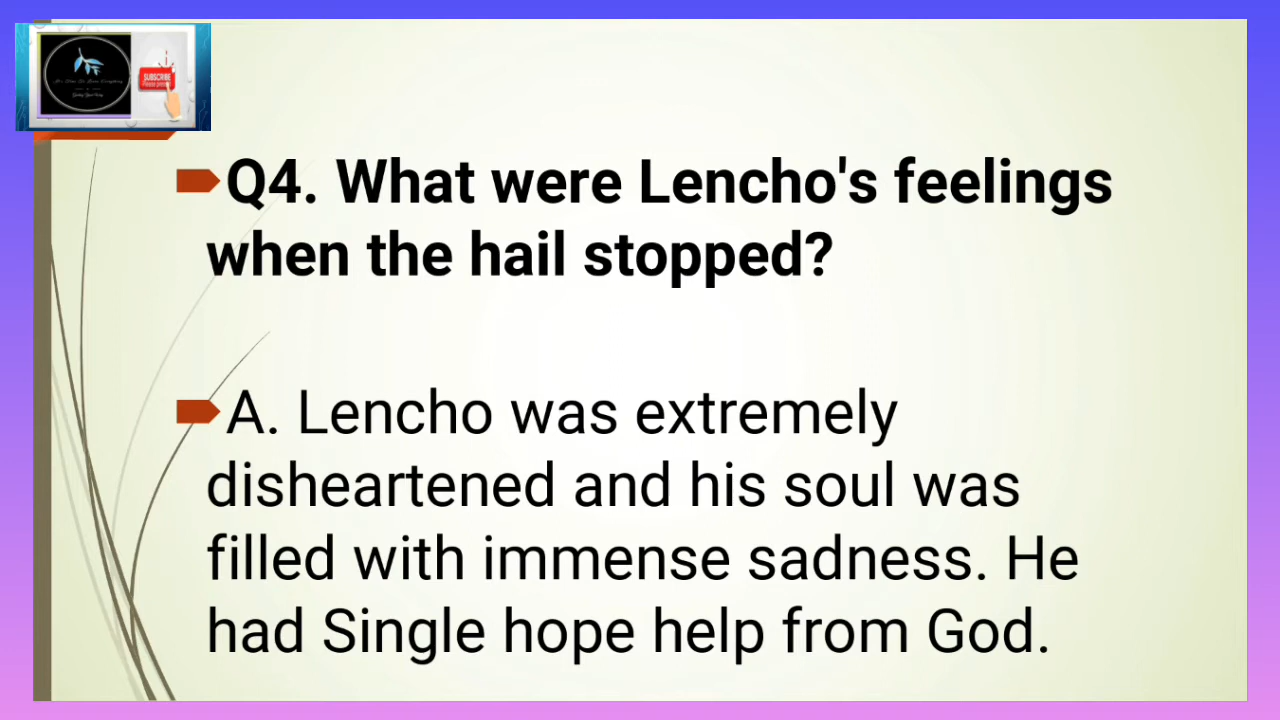 SUBSCRIBE
Q4. What were Lencho's feelings
when the hail stopped?
A. Lencho was extremely
disheartened and his soul was
filled with immense sadness. He
had Single hope help from God.